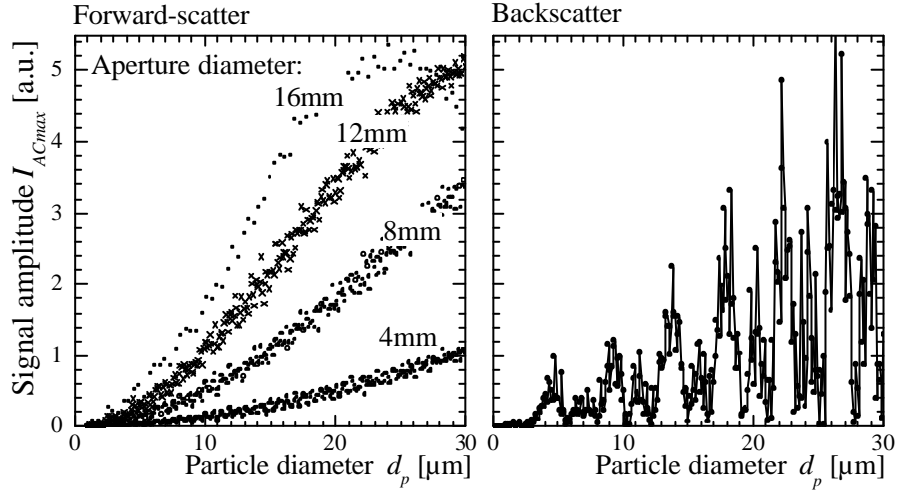 Forward-scatter
Backscatter
Signal amplitude I_ACmax [a.u.]
Aperture diameter:
16mm
12mm
8mm
4mm
5
4
3
2
1
0
0
10
20
30
Particle diameter d_p [µm]
0
10
20
30
Particle diameter d_p [µm]